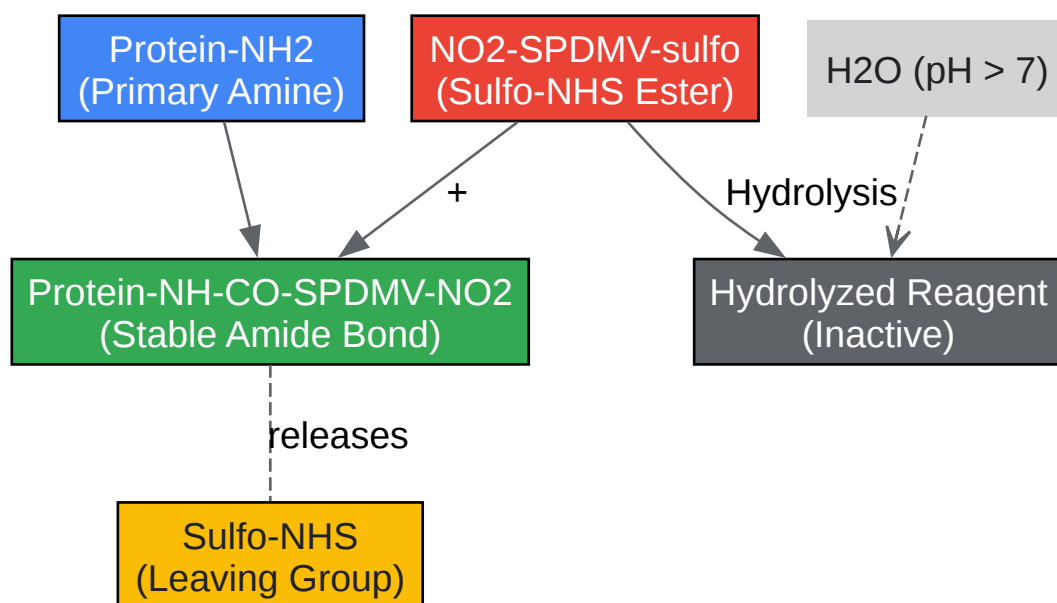 Protein-NH2
(Primary Amine)
NO2-SPDMV-sulfo
(Sulfo-NHS Ester)
H2O (pH > 7)
+
Hydrolysis
Protein-NH-CO-SPDMV-NO2
(Stable Amide Bond)
Hydrolyzed Reagent
(Inactive)
releases
Sulfo-NHS
(Leaving Group)